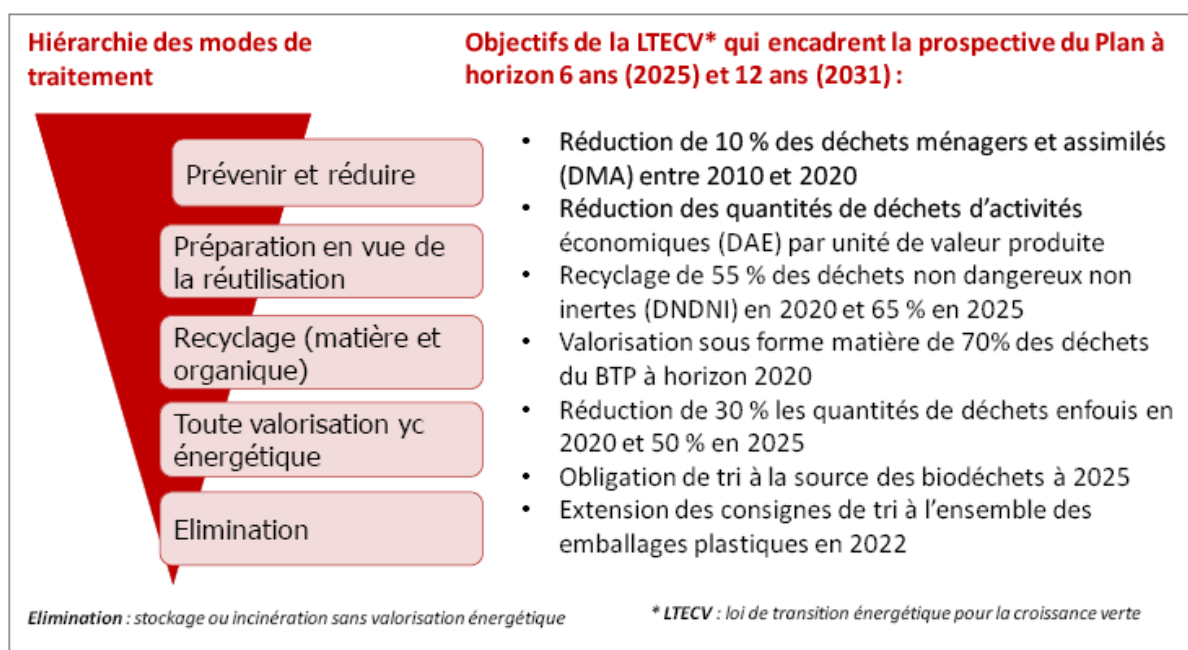 Hiérarchie des modes de
traitement
Prévenir et réduire
Préparation en vue de
la réutilisation
Recyclage (matière et
organique)
Toute valorisation yc
énergétique
Elimination
Elimination : stockage ou incinération sans valorisation énergétique
Objectifs de la LTECV* qui encadrent la prospective du Plan à
horizon 6 ans (2025) et 12 ans (2031) :
• Réduction de 10 % des déchets ménagers et assimilés
(DMA) entre 2010 et 2020
• Réduction des quantités de déchets d’activités
économiques (DAE) par unité de valeur produite
• Recyclage de 55 % des déchets non dangereux non
inertes (DNDNI) en 2020 et 65 % en 2025
• Valorisation sous forme matière de 70% des déchets
du BTP à horizon 2020
• Réduction de 30 % les quantités de déchets enfouis en
2020 et 50 % en 2025
• Obligation de tri à la source des biodéchets à 2025
• Extension des consignes de tri à l’ensemble des
emballages plastiques en 2022
* LTECV : loi de transition énergétique pour la croissance verte